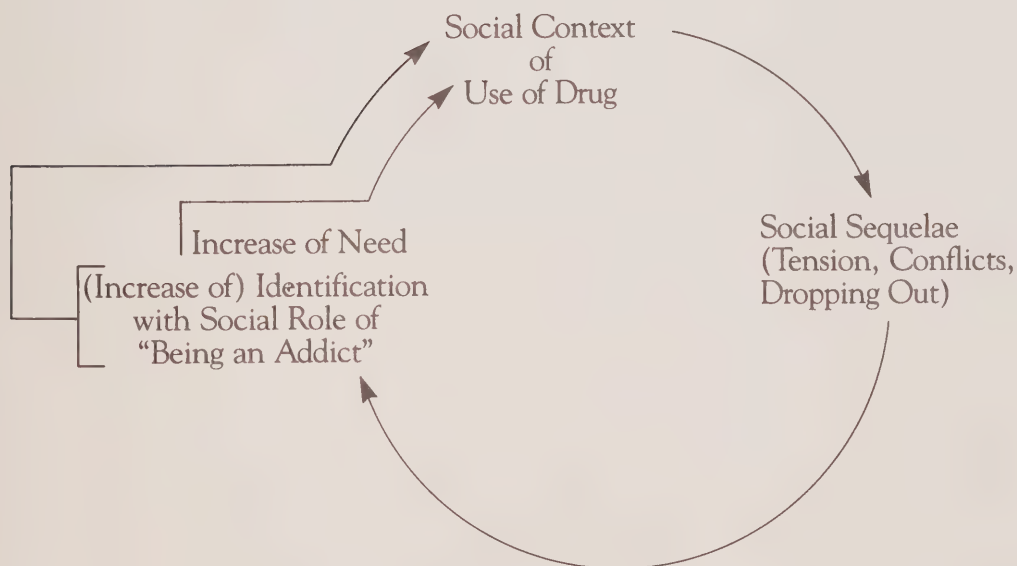 Social Context
of
Use of Drug
Social Sequelae
(Tension, Conflicts,
Dropping Out)
Increase of Need
(Increase of) Identification
with Social Role of
“Being an Addict”